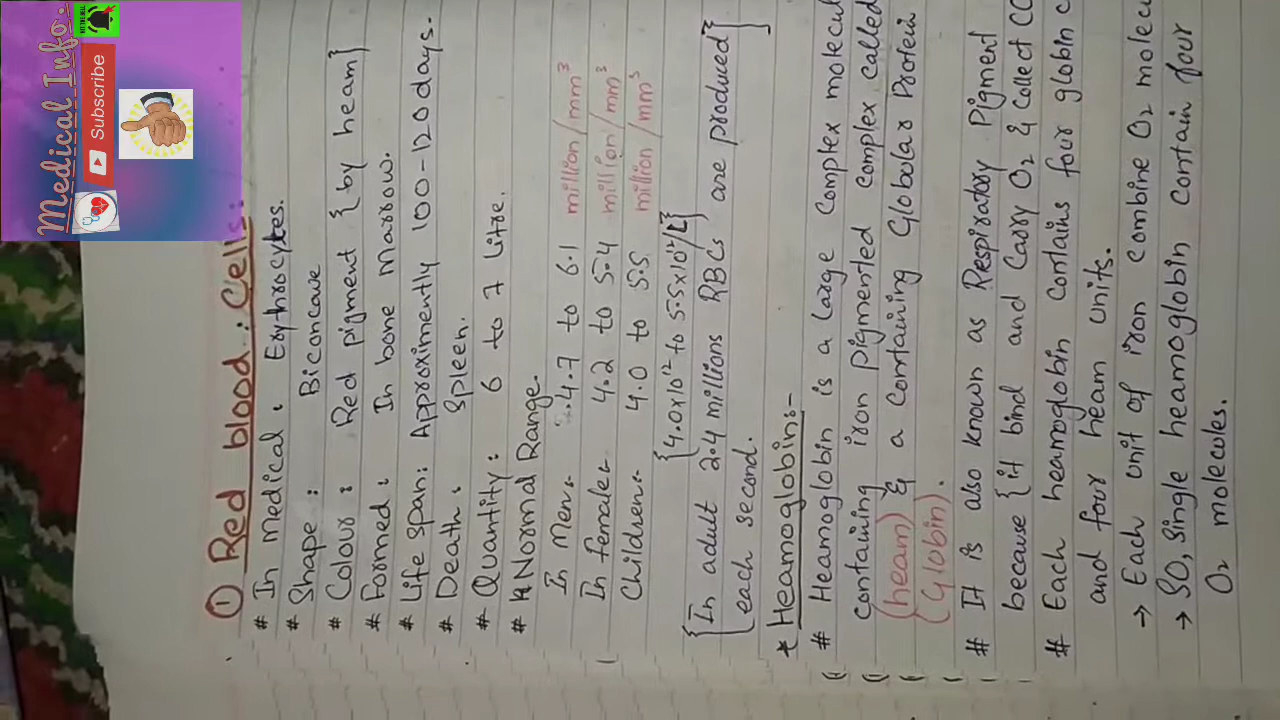 Medical Info.
Subscribe
① Red blood : Cells :
# In medical : Erythrocytes.
# Shape : Biconcave
# Colour : Red pigment { by heam}
# Formed : In bone marrow.
# Life span : Approximently 100-120 days.
# Death : Spleen.
# Quantity : 6 to 7 litre.
# Normal Range.
In Men :- 4.7 to 6.1 million/mm³
In females 4.2 to 5.4 million/mm³
Children :- 4.0 to 5.5 million/mm³
{4.0x10¹² to 5.5x10¹²/L}
{In adult 2.4 millions RBCs are produced}
each second.
* Heamoglobins:-
# Heamoglobin is a large complex molecul
containing iron pigmented complex called
(heam) & a containing Globular Protein
(Globin).
# It is also known as Respiratory Pigment
because {it bind and carry O₂ & collect CO
# Each heamoglobin contains four globin c
and four heam units.
→ Each unit of iron combine O₂ molecu
→ SO, single heamoglobin contain four
O₂ molecules.